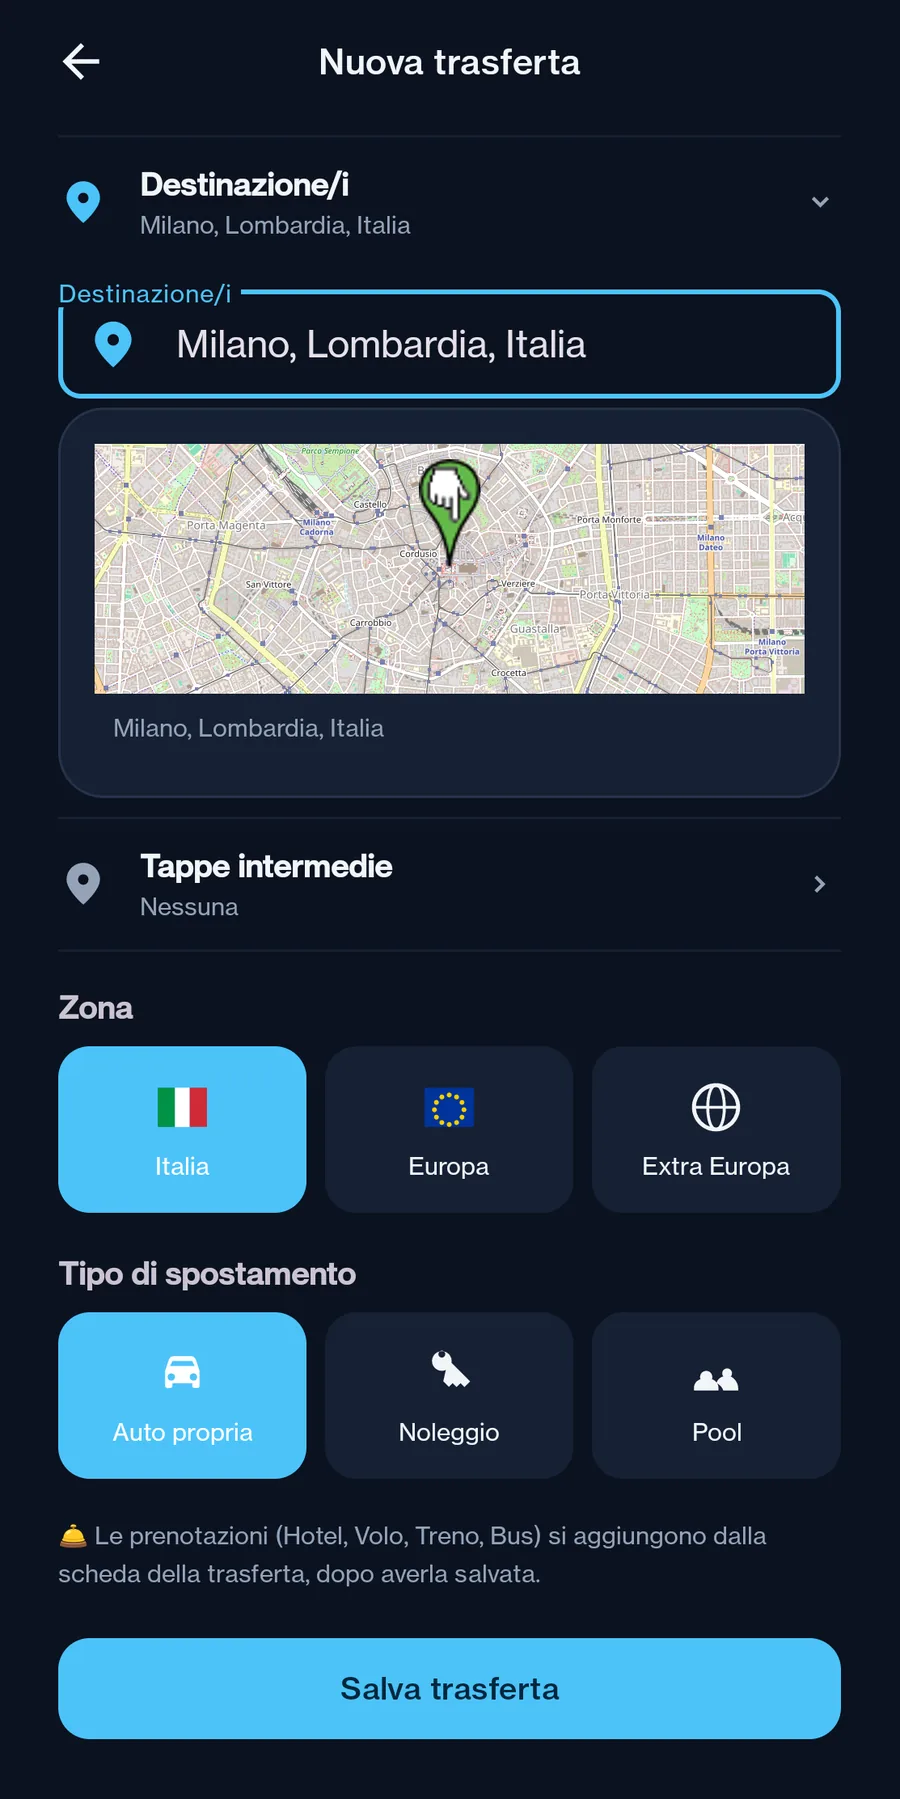 Nuova trasferta
Destinazione/i
Milano, Lombardia, Italia
Destinazione/i
Milano, Lombardia, Italia
Parco Sempione
Castello
Porta Magenta
Milano
Cadorna
Porta Monforte
Milano
Dateo
Cordusio
San Vittore
Verziere
Porta Vittoria
Carrobbio
Guastalla
Milano
Porta Vittoria
Crocetta
Milano, Lombardia, Italia
Tappe intermedie
Nessuna
Zona
Italia
Europa
Extra Europa
Tipo di spostamento
Auto propria
Noleggio
Pool
🛎️ Le prenotazioni (Hotel, Volo, Treno, Bus) si aggiungono dalla
scheda della trasferta, dopo averla salvata.
Salva trasferta